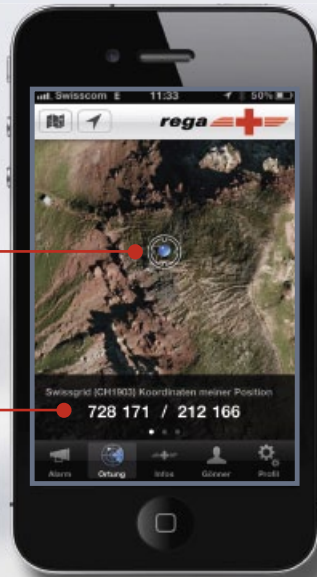 Swisscom E 11:33 50%
rega
Swissgrid (CH1903) Koordinaten meiner Position
728 171 / 212 166
Alarm Ortung Infos Gönner Profil